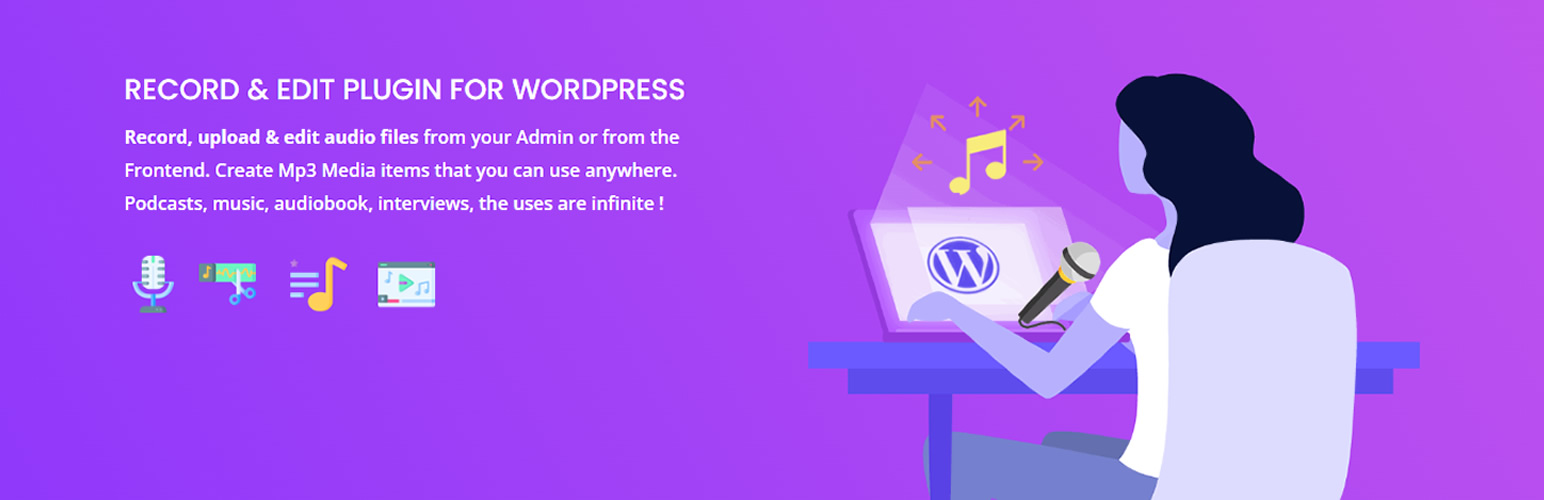 RECORD & EDIT PLUGIN FOR WORDPRESS
Record, upload & edit audio files from your Admin or from the
Frontend. Create Mp3 Media items that you can use anywhere.
Podcasts, music, audiobook, interviews, the uses are infinite !
W